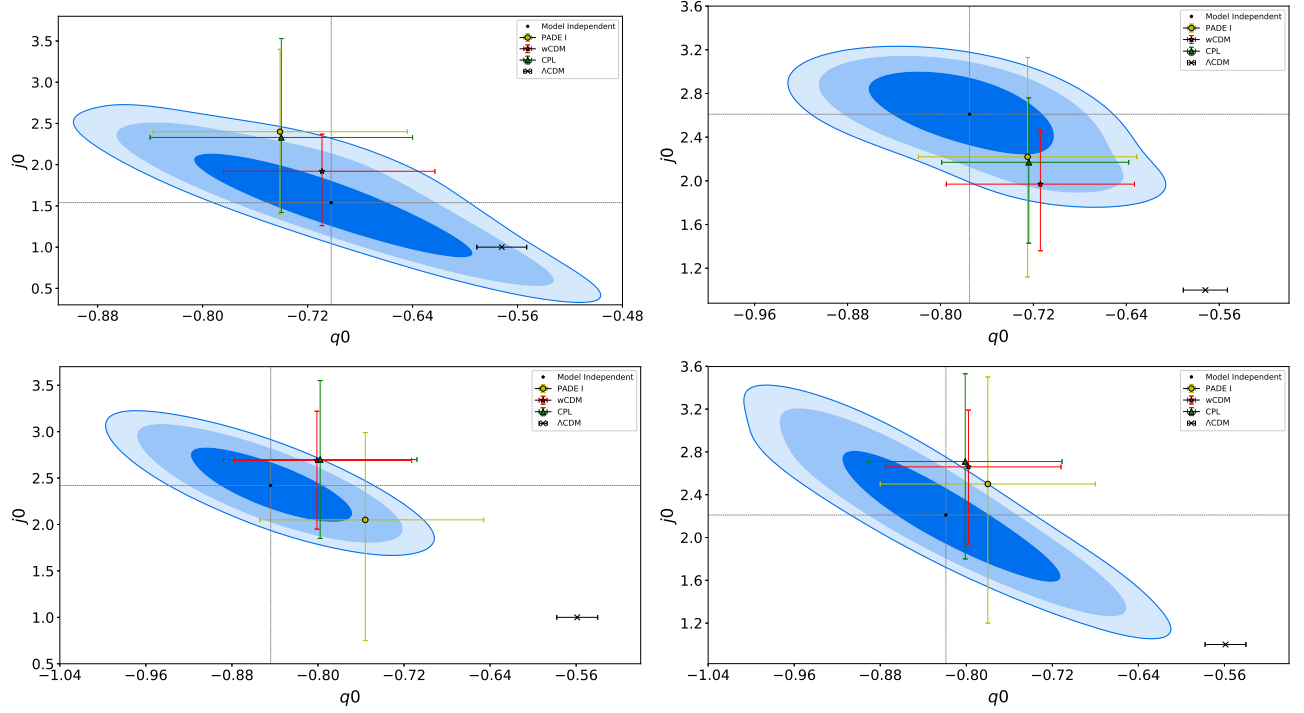 3.5
3.0
2.5
2.0
1.5
1.0
0.5
j0
−0.88
−0.80
−0.72
−0.64
−0.56
−0.48
q0
Model Independent
PADE I
wCDM
CPL
ΛCDM
3.6
3.2
2.8
2.4
2.0
1.6
1.2
j0
−0.96
−0.88
−0.80
−0.72
−0.64
−0.56
q0
Model Independent
PADE I
wCDM
CPL
ΛCDM
3.5
3.0
2.5
2.0
1.5
1.0
0.5
j0
−1.04
−0.96
−0.88
−0.80
−0.72
−0.64
−0.56
q0
Model Independent
PADE I
wCDM
CPL
ΛCDM
3.6
3.2
2.8
2.4
2.0
1.6
1.2
j0
−1.04
−0.96
−0.88
−0.80
−0.72
−0.64
−0.56
q0
Model Independent
PADE I
wCDM
CPL
ΛCDM